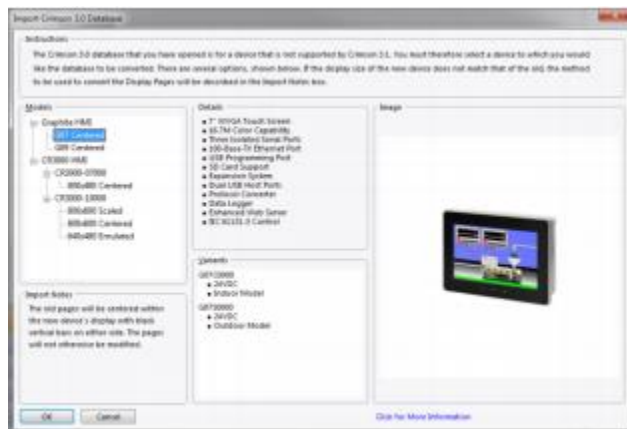 Import Crimson 3.0 Database
Instructions
The Crimson 3.0 database that you have opened is for a device that is not supported by Crimson 3.1. You must therefore select a device to which you would
like the database to be converted. There are several options, shown below. If the display size of the new device does not match that of the old, the method
to be used to convert the Display Pages will be described in the Import Notes box.
Models
Graphite HMI
G07 Centered
G09 Centered
CR3000 HMI
CR3000-07000
800x480 Centered
CR3000-10000
800x600 Scaled
800x600 Centered
640x480 Emulated
Import Notes
The old pages will be centered within
the new device's display with black
vertical bars on either side. The pages
will not otherwise be modified.
Details
7" WVGA Touch Screen
16.7M Color Capability
Three Isolated Serial Ports
100-Base-TX Ethernet Port
USB Programming Port
SD Card Support
Expansion System
Dual USB Host Ports
Protocol Converter
Data Logger
Enhanced Web Server
IEC 61131-3 Control
Variants
24VDC
Indoor Model
24VDC
Outdoor Model
Image
OK
Cancel
Click for More Information